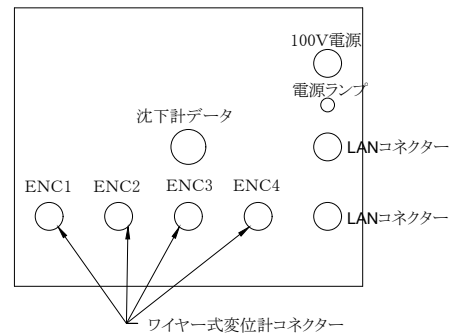 100V電源
電源ランプ
沈下計データ
LANコネクター
ENC1 ENC2 ENC3 ENC4
LANコネクター
ワイヤー式変位計コネクター